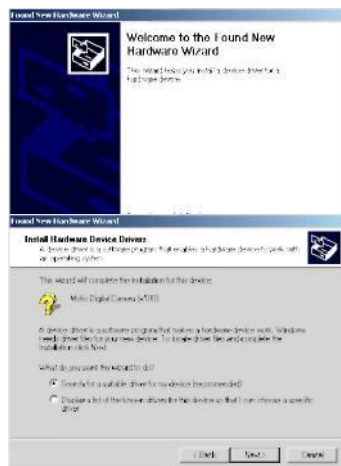 Found New Hardware Wizard
Welcome to the Found New
Hardware Wizard
This wizard helps you install a device driver for a
hardware device.
Found New Hardware Wizard
Install Hardware Device Drivers
A device driver is a software program that enables a hardware device to work with
an operating system.
This wizard will complete the installation for this device:
Digital Camera
A device driver is a software program that makes a hardware device work. Windows
needs driver files for your new device. To locate driver files and complete the
installation click Next.
What do you want the wizard to do?
Search for a suitable driver for my device (recommended)
Display a list of the known drivers for this device so that I can choose a specific
driver
< Back
Next >
Cancel